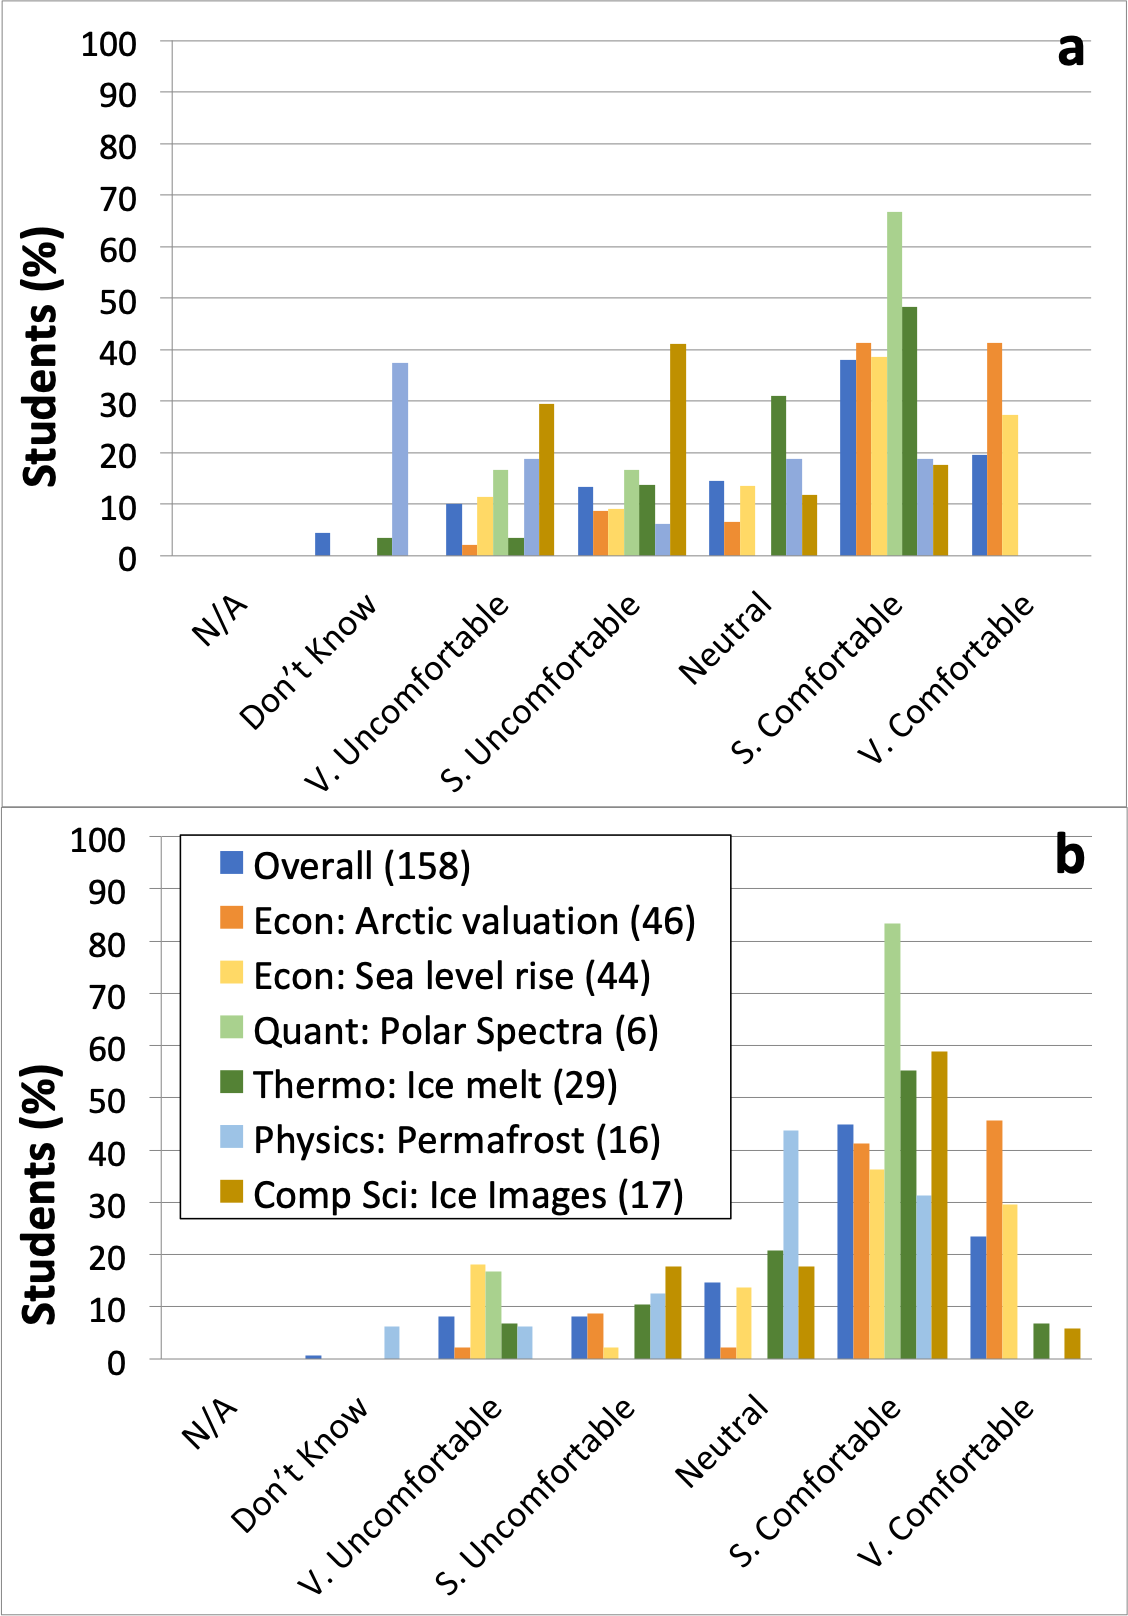 a
100
90
80
70
60
50
40
30
20
10
0
Students (%)
N/A
Don’t Know
V. Uncomfortable
S. Uncomfortable
Neutral
S. Comfortable
V. Comfortable
b
100
90
80
70
60
50
40
30
20
10
0
Students (%)
Overall (158)
Econ: Arctic valuation (46)
Econ: Sea level rise (44)
Quant: Polar Spectra (6)
Thermo: Ice melt (29)
Physics: Permafrost (16)
Comp Sci: Ice Images (17)
N/A
Don’t Know
V. Uncomfortable
S. Uncomfortable
Neutral
S. Comfortable
V. Comfortable